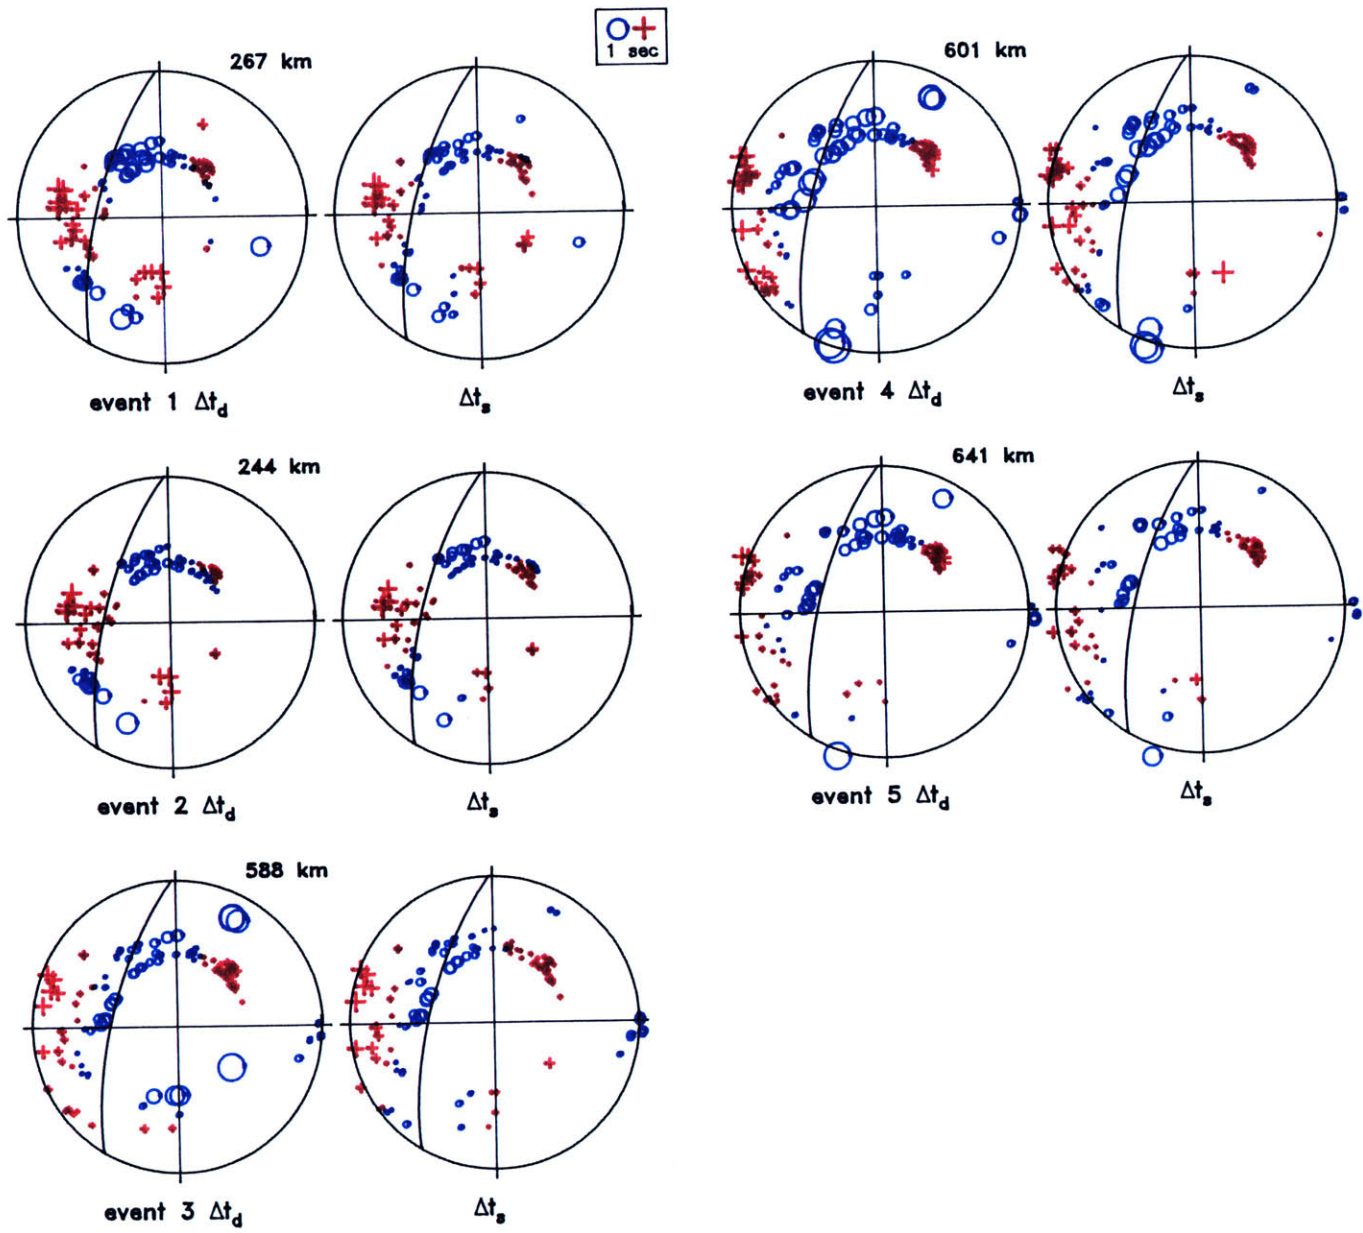 1 sec
267 km
601 km
event 1 Δt_d
Δt_s
event 4 Δt_d
Δt_s
244 km
641 km
event 2 Δt_d
Δt_s
event 5 Δt_d
Δt_s
588 km
event 3 Δt_d
Δt_s